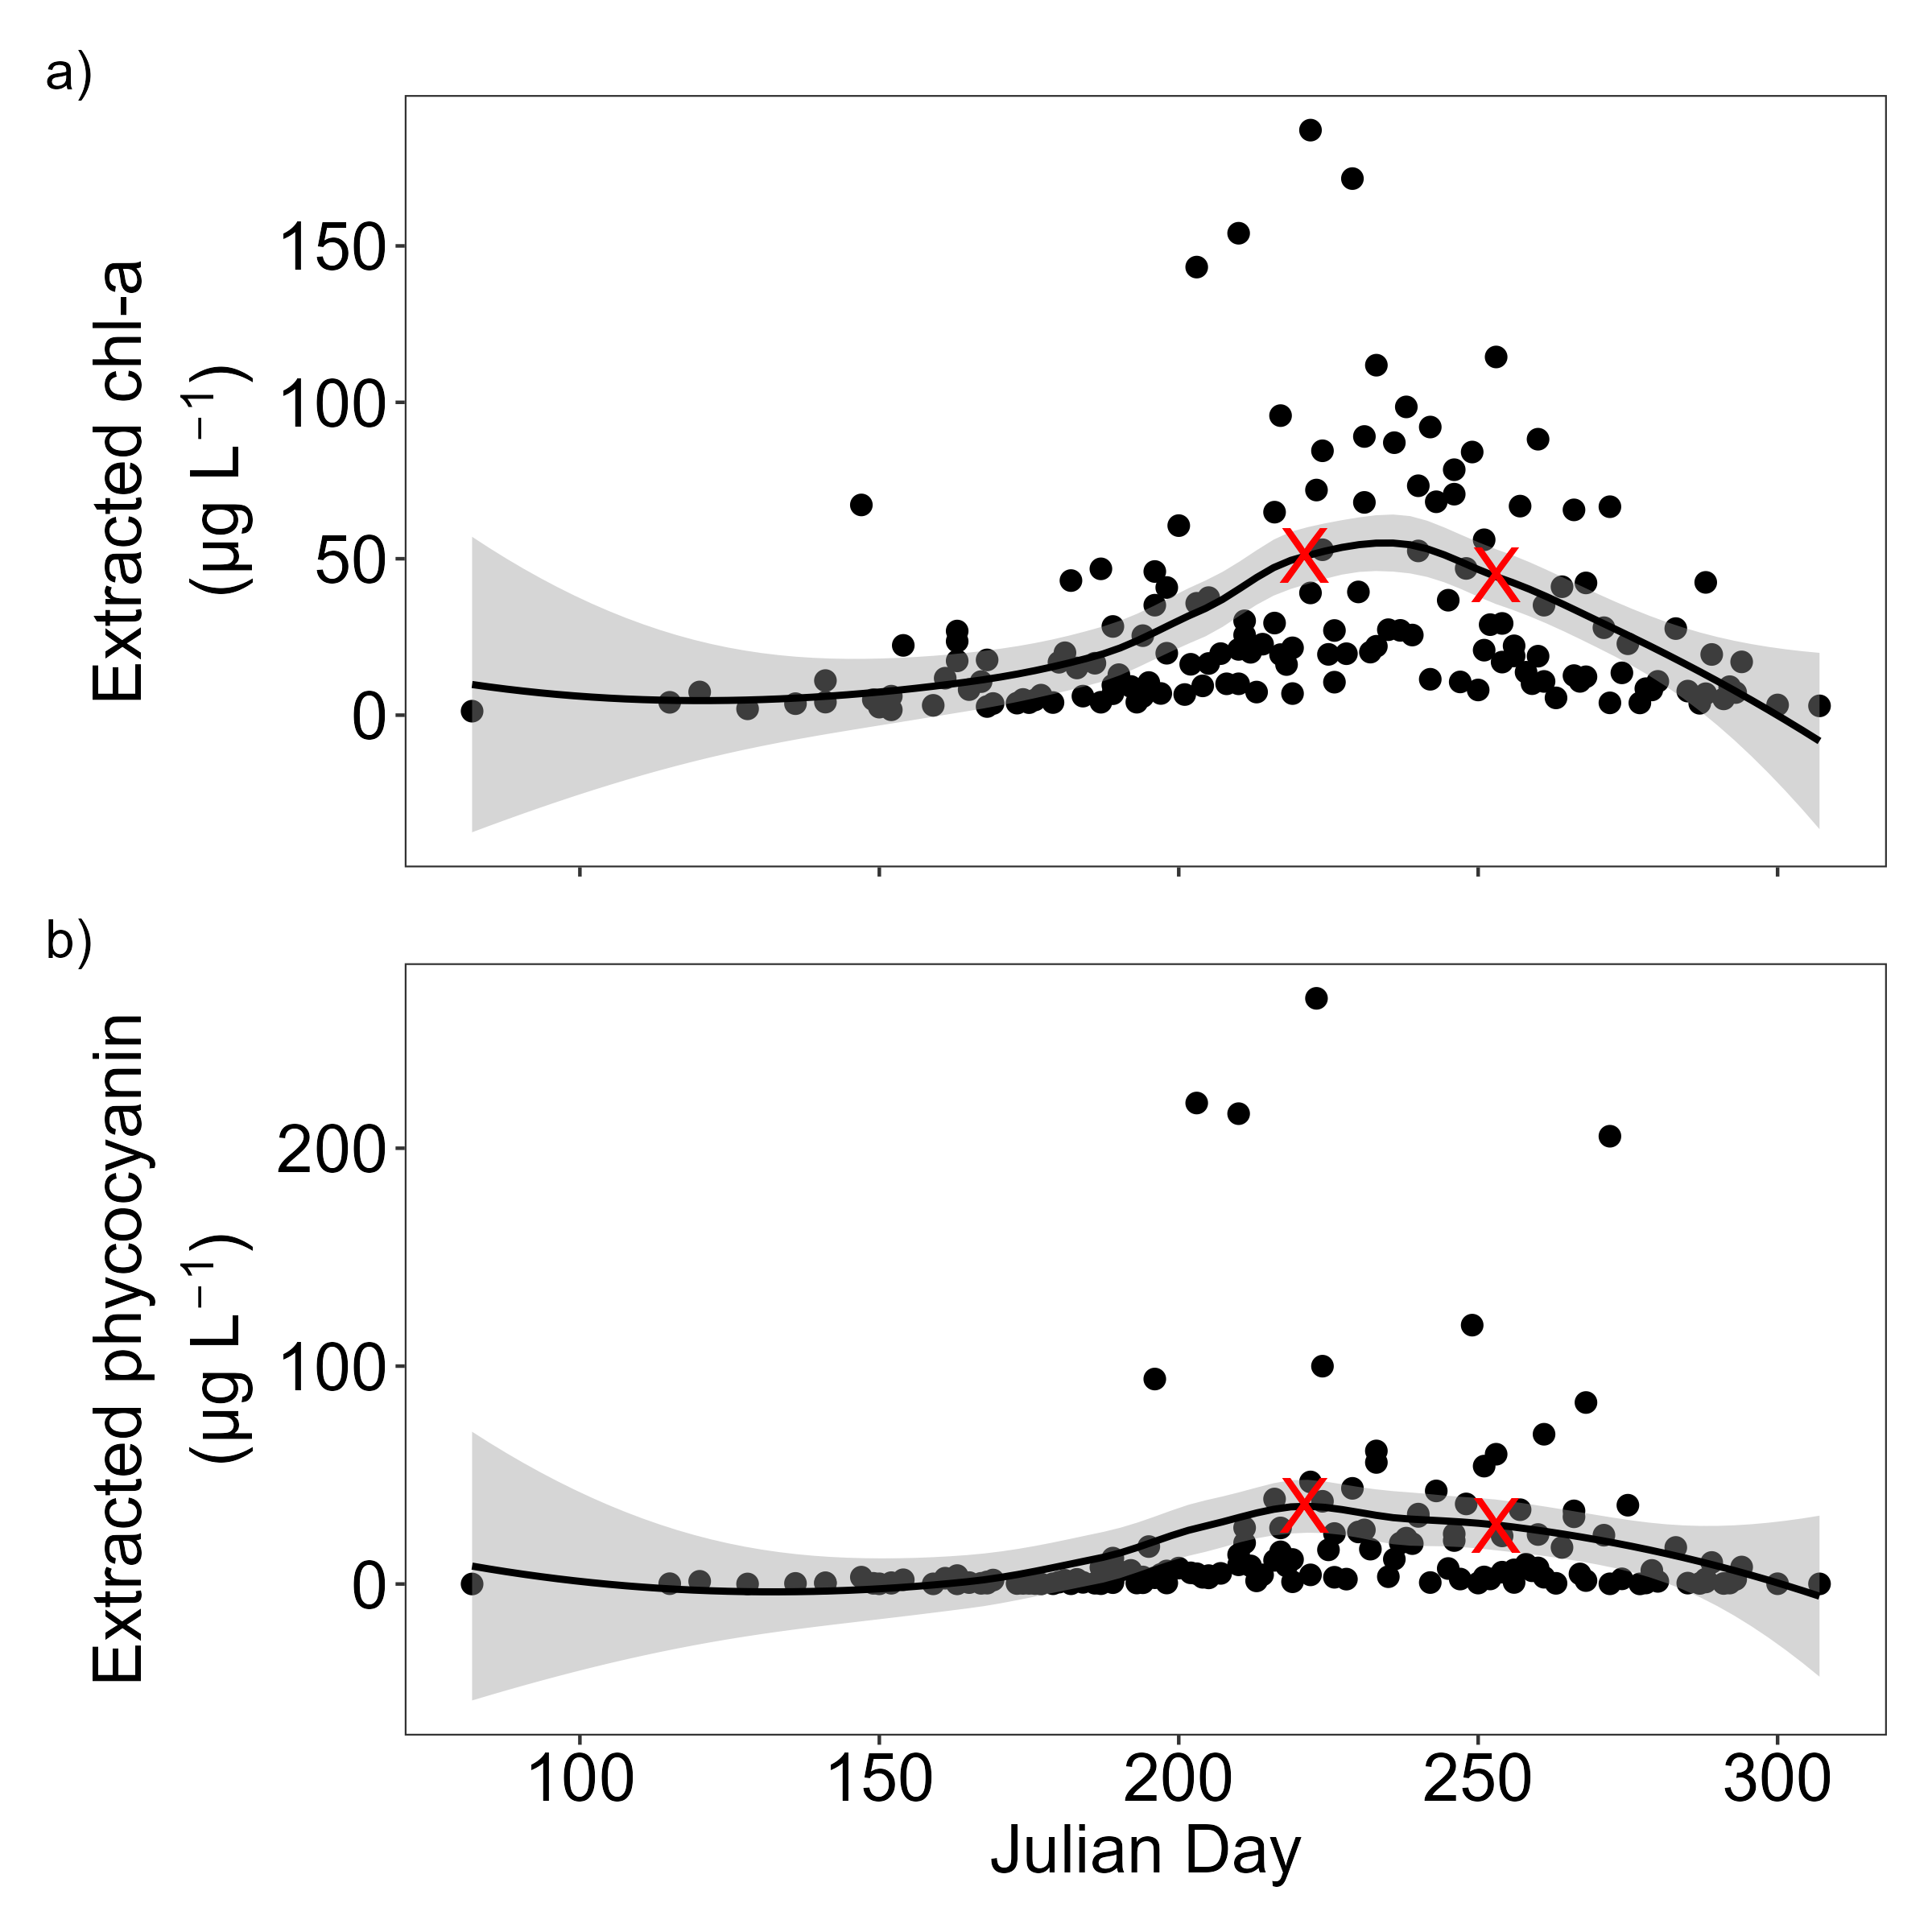 a)
Extracted chl-a
(µg L⁻¹)
150
100
50
0
b)
Extracted phycocyanin
(µg L⁻¹)
200
100
0
100 150 200 250 300
Julian Day